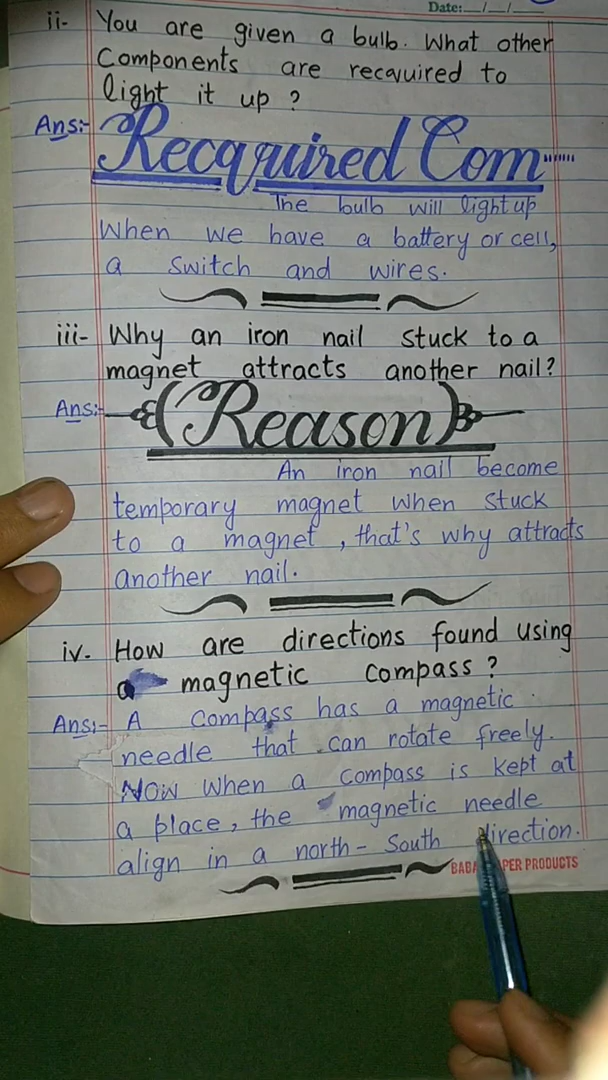 Date: __/__/__
ii- You are given a bulb. What other
Components are recquired to
light it up ?
Ans:- Recquired Com......
The bulb will light up
When we have a battery or cell,
a switch and wires.
iii- Why an iron nail stuck to a
magnet attracts another nail?
Ans:- (Reason)
An iron nail become
temporary magnet when stuck
to a magnet , that's why attracts
another nail.
iv- How are directions found using
a magnetic compass ?
Ans:- A compass has a magnetic
needle that can rotate freely.
Now when a compass is kept at
a place, the magnetic needle
align in a north - South direction.
PER PRODUCTS